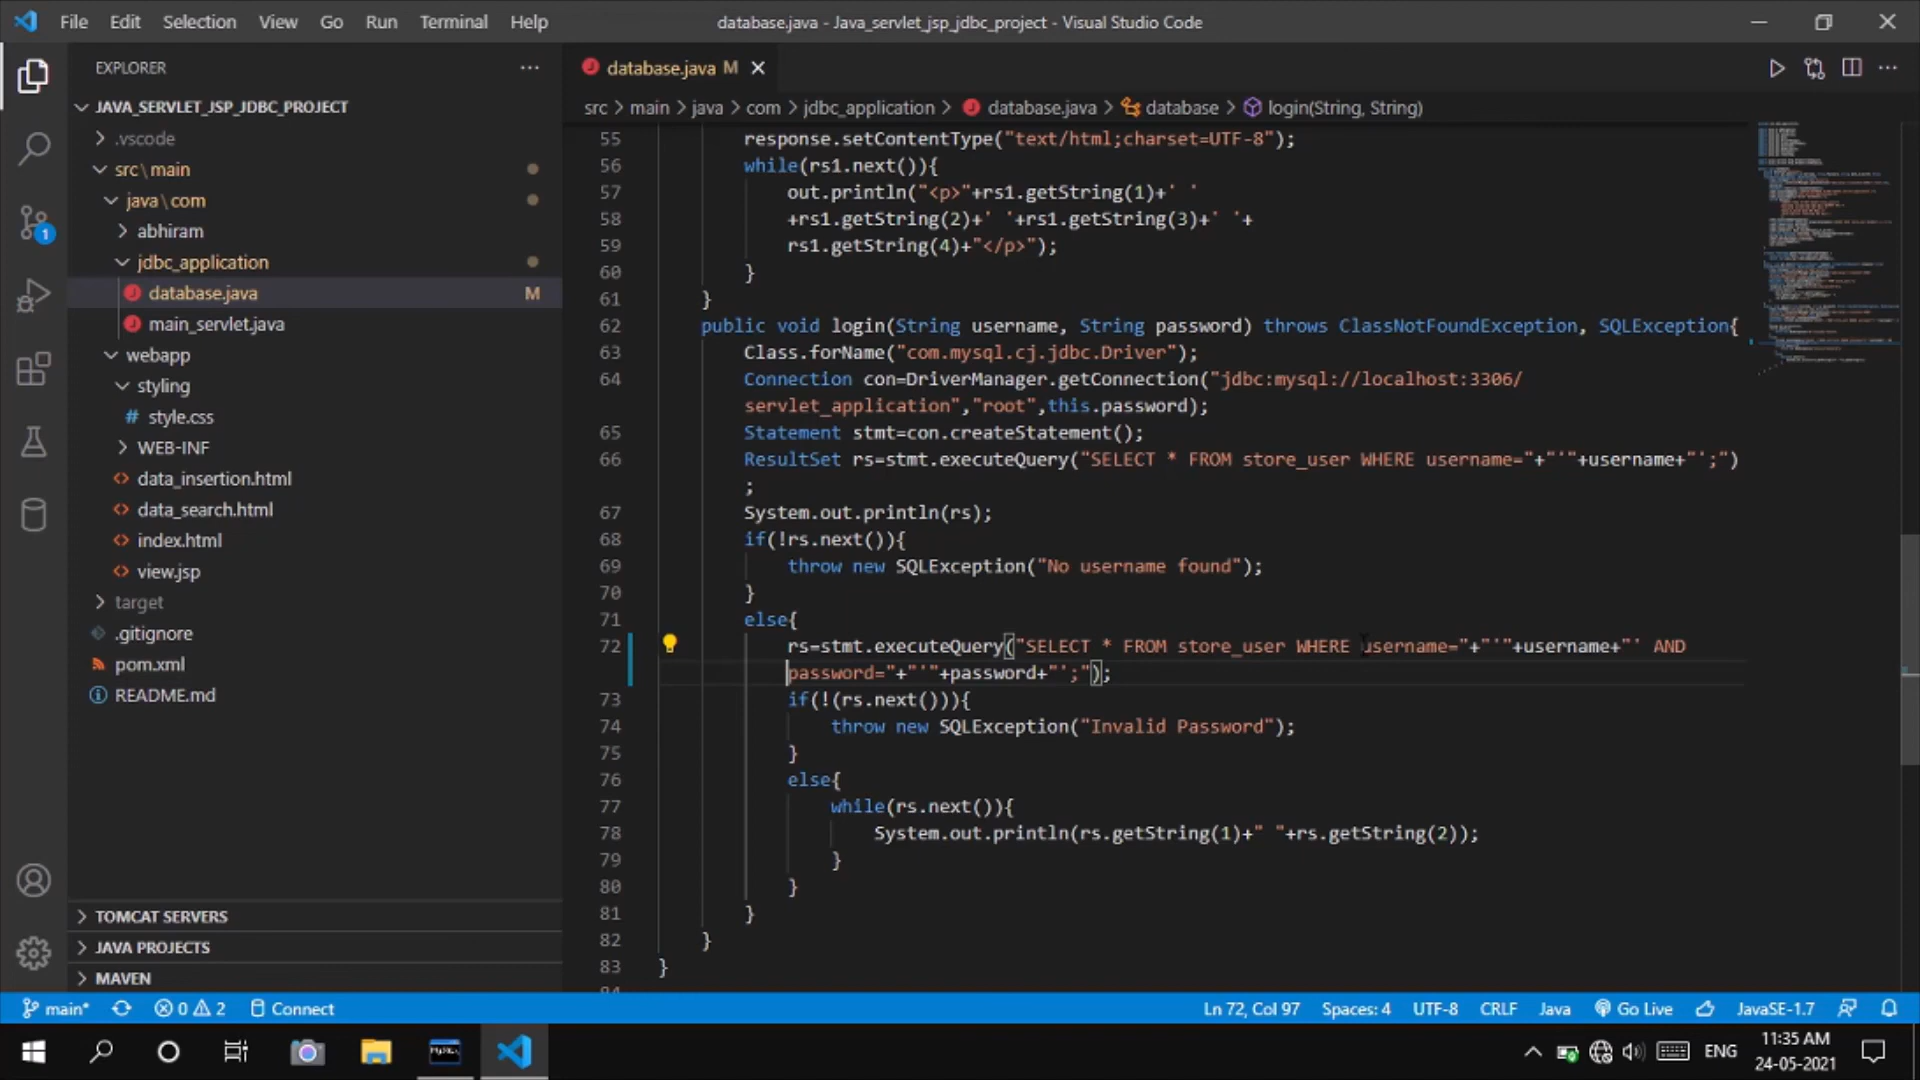 File Edit Selection View Go Run Terminal Help
database.java - Java_servlet_jsp_jdbc_project - Visual Studio Code
EXPLORER
JAVA_SERVLET_JSP_JDBC_PROJECT
.vscode
src\main
java\com
abhiram
jdbc_application
database.java M
main_servlet.java
webapp
styling
# style.css
WEB-INF
data_insertion.html
data_search.html
index.html
view.jsp
target
.gitignore
pom.xml
README.md
TOMCAT SERVERS
JAVA PROJECTS
MAVEN
1
database.java M
src > main > java > com > jdbc_application > database.java > database > login(String, String)
55 response.setContentType("text/html;charset=UTF-8");
56 while(rs1.next()){
57 out.println("<p>"+rs1.getString(1)+' '
58 +rs1.getString(2)+' '+rs1.getString(3)+' '+
59 rs1.getString(4)+"</p>");
60 }
61 }
62 public void login(String username, String password) throws ClassNotFoundException, SQLException{
63 Class.forName("com.mysql.cj.jdbc.Driver");
64 Connection con=DriverManager.getConnection("jdbc:mysql://localhost:3306/
servlet_application","root",this.password);
65 Statement stmt=con.createStatement();
66 ResultSet rs=stmt.executeQuery("SELECT * FROM store_user WHERE username="+"'"+username+"';")
;
67 System.out.println(rs);
68 if(!rs.next()){
69 throw new SQLException("No username found");
70 }
71 else{
72 rs=stmt.executeQuery("SELECT * FROM store_user WHERE username="+"'"+username+"' AND
password="+"'"+password+"';");
73 if(!(rs.next())){
74 throw new SQLException("Invalid Password");
75 }
76 else{
77 while(rs.next()){
78 System.out.println(rs.getString(1)+" "+rs.getString(2));
79 }
80 }
81 }
82 }
83 }
main* 0 2 Connect
Ln 72, Col 97 Spaces: 4 UTF-8 CRLF Java Go Live JavaSE-1.7
ENG
11:35 AM
24-05-2021